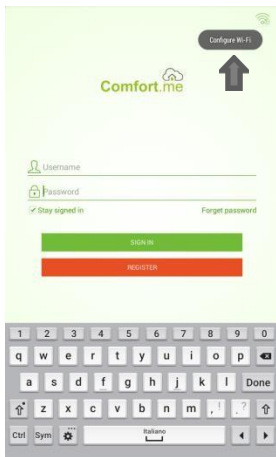 Configure Wi-Fi
Comfort.me
Username
Password
Stay signed in Forget password
SIGN IN
REGISTER
1 2 3 4 5 6 7 8 9 0
q w e r t y u i o p
a s d f g h j k l Done
z x c v b n m , ! . ?
Ctrl Sym Italiano